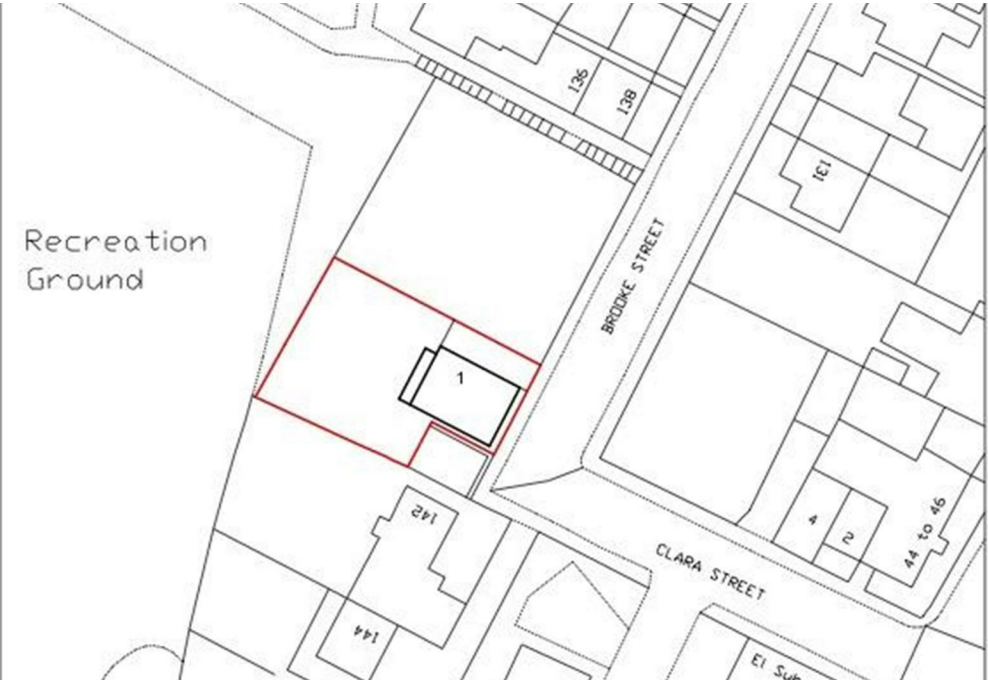 136
138
131
Recreation
Ground
BROOKE STREET
1
142
4
2
44 to 46
CLARA STREET
144
El Sub